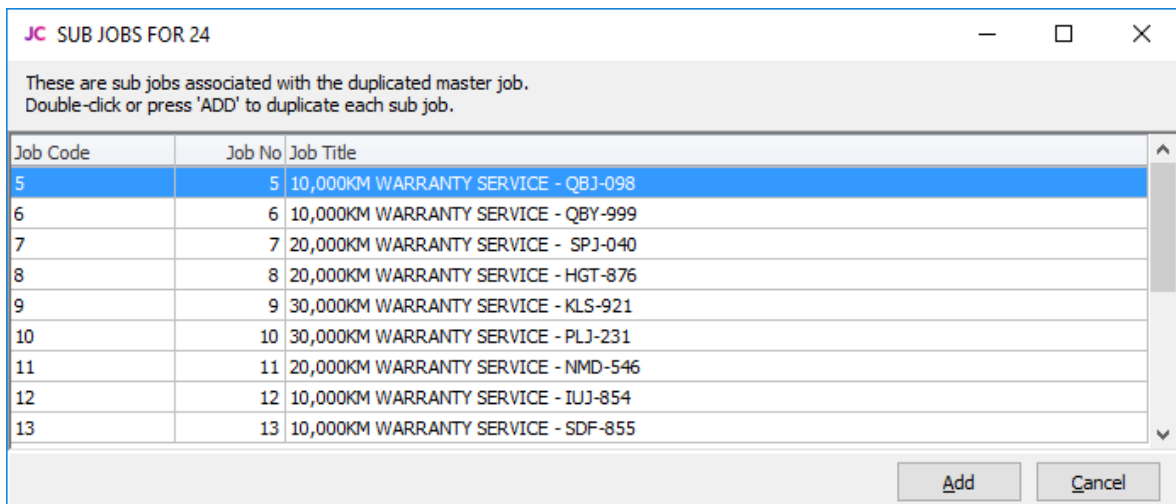 JC SUB JOBS FOR 24
These are sub jobs associated with the duplicated master job.
Double-click or press 'ADD' to duplicate each sub job.
Job Code Job No Job Title
5 5 10,000KM WARRANTY SERVICE - QBJ-098
6 6 10,000KM WARRANTY SERVICE - QBY-999
7 7 20,000KM WARRANTY SERVICE -  SPJ-040
8 8 20,000KM WARRANTY SERVICE - HGT-876
9 9 30,000KM WARRANTY SERVICE - KLS-921
10 10 30,000KM WARRANTY SERVICE - PLJ-231
11 11 20,000KM WARRANTY SERVICE - NMD-546
12 12 10,000KM WARRANTY SERVICE - IUJ-854
13 13 10,000KM WARRANTY SERVICE - SDF-855
Add Cancel